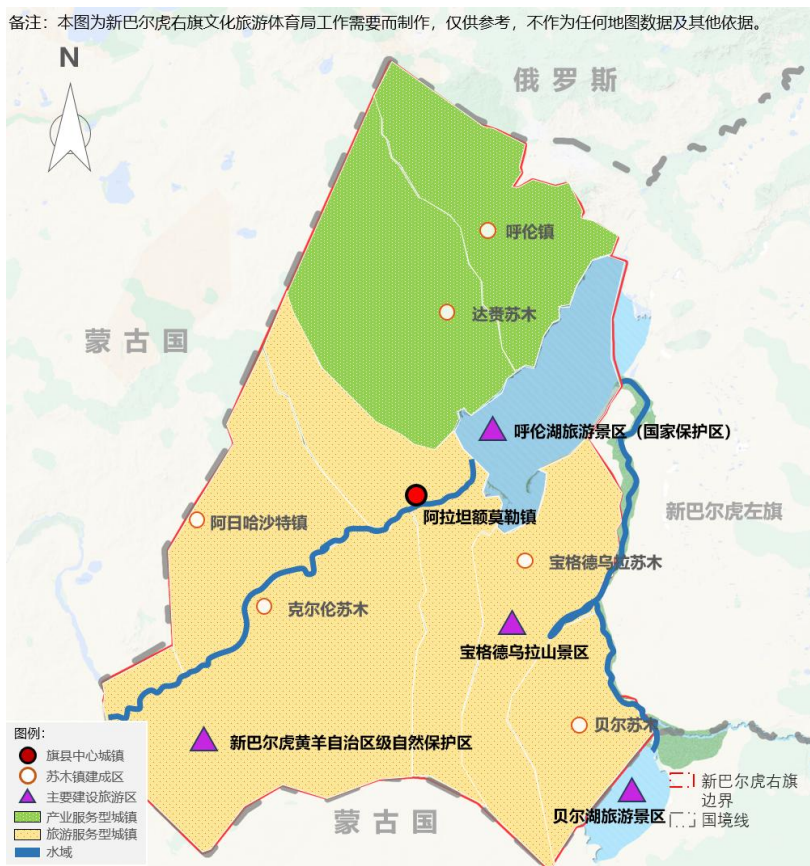 备注：本图为新巴尔虎右旗文化旅游体育局工作需要而制作，仅供参考，不作为任何地图数据及其他依据。
N
俄罗斯
呼伦镇
达赉苏木
蒙古国
呼伦湖旅游景区（国家保护区）
阿拉坦额莫勒镇
新巴尔虎左旗
阿日哈沙特镇
宝格德乌拉苏木
克尔伦苏木
宝格德乌拉山景区
贝尔苏木
新巴尔虎黄羊自治区级自然保护区
图例：
旗县中心城镇
苏木镇建成区
主要建设旅游区
产业服务型城镇
旅游服务型城镇
水域
蒙古国
贝尔湖旅游景区
新巴尔虎右旗
边界
国境线